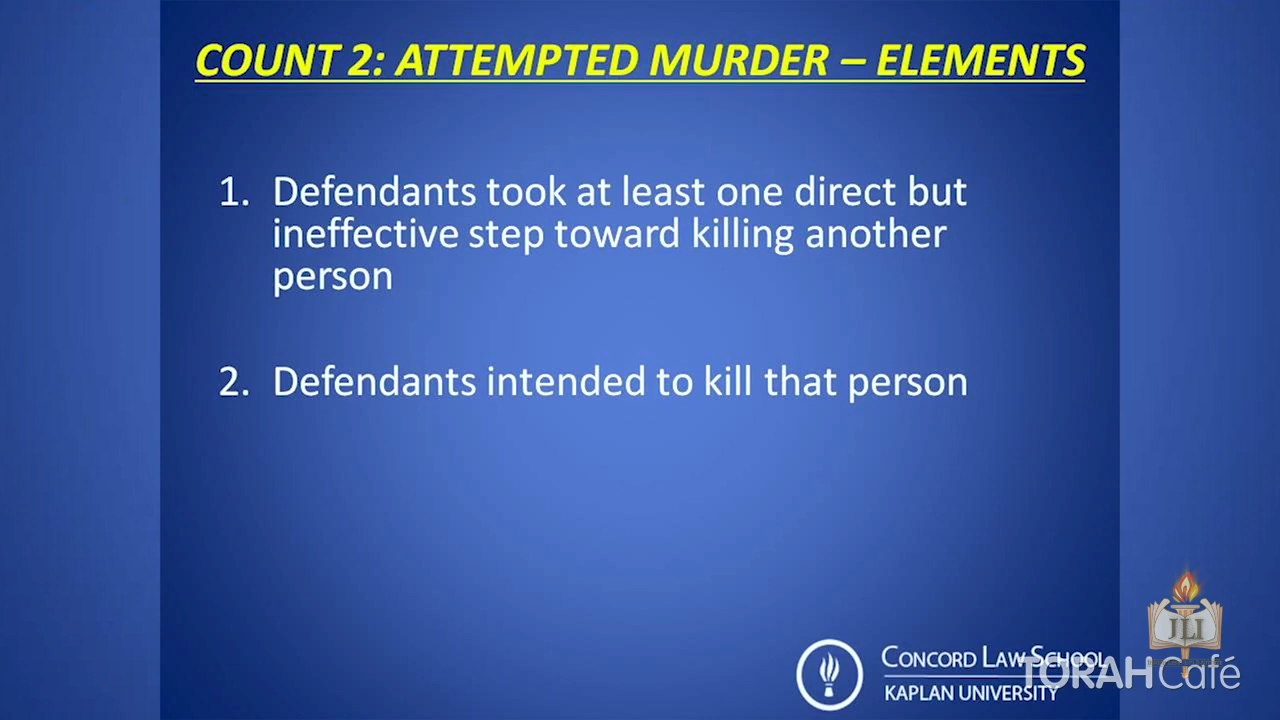 COUNT 2: ATTEMPTED MURDER – ELEMENTS
1. Defendants took at least one direct but
ineffective step toward killing another
person
2. Defendants intended to kill that person
JLI
CONCORD LAW SCHOOL
TORAHCafé
KAPLAN UNIVERSITY